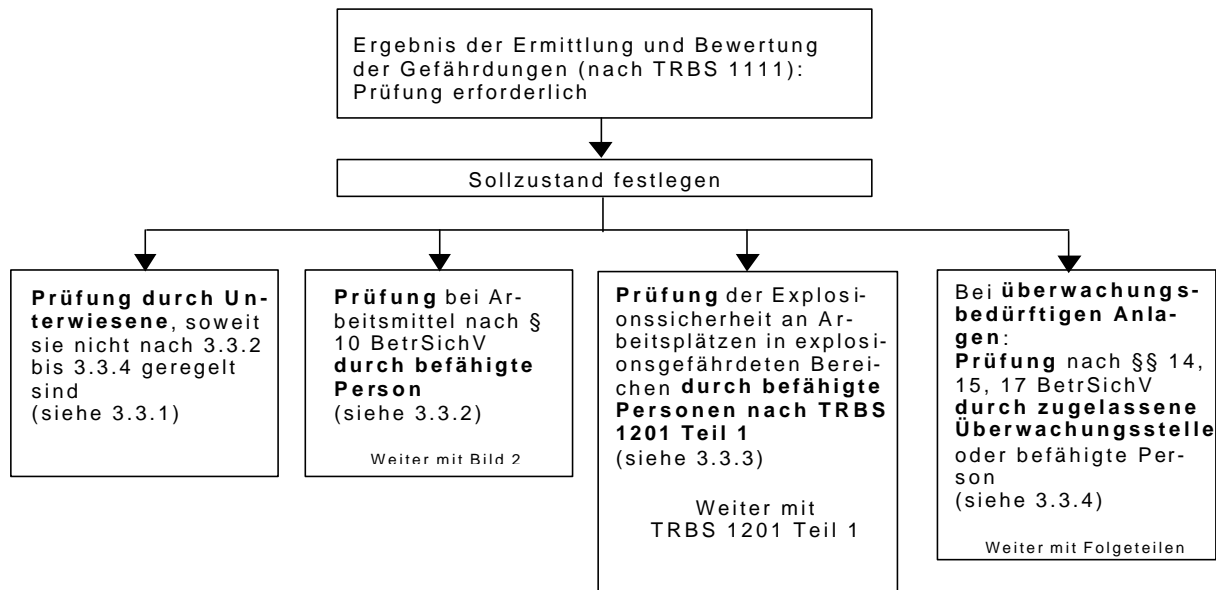 Ergebnis der Ermittlung und Bewertung
der Gefährdungen (nach TRBS 1111):
Prüfung erforderlich
Sollzustand festlegen
Prüfung durch Un-
terwiesene, soweit
sie nicht nach 3.3.2
bis 3.3.4 geregelt
sind
(siehe 3.3.1)
Prüfung bei Ar-
beitsmittel nach §
10 BetrSichV
durch befähigte
Person
(siehe 3.3.2)
Weiter mit Bild 2
Prüfung der Explosi-
onssicherheit an Ar-
beitsplätzen in explosi-
onsgefährdeten Berei-
chen durch befähigte
Personen nach TRBS
1201 Teil 1
(siehe 3.3.3)
Weiter mit
TRBS 1201 Teil 1
Bei überwachungs-
bedürftigen Anla-
gen:
Prüfung nach §§ 14,
15, 17 BetrSichV
durch zugelassene
Überwachungsstelle
oder befähigte Per-
son
(siehe 3.3.4)
Weiter mit Folgeteilen